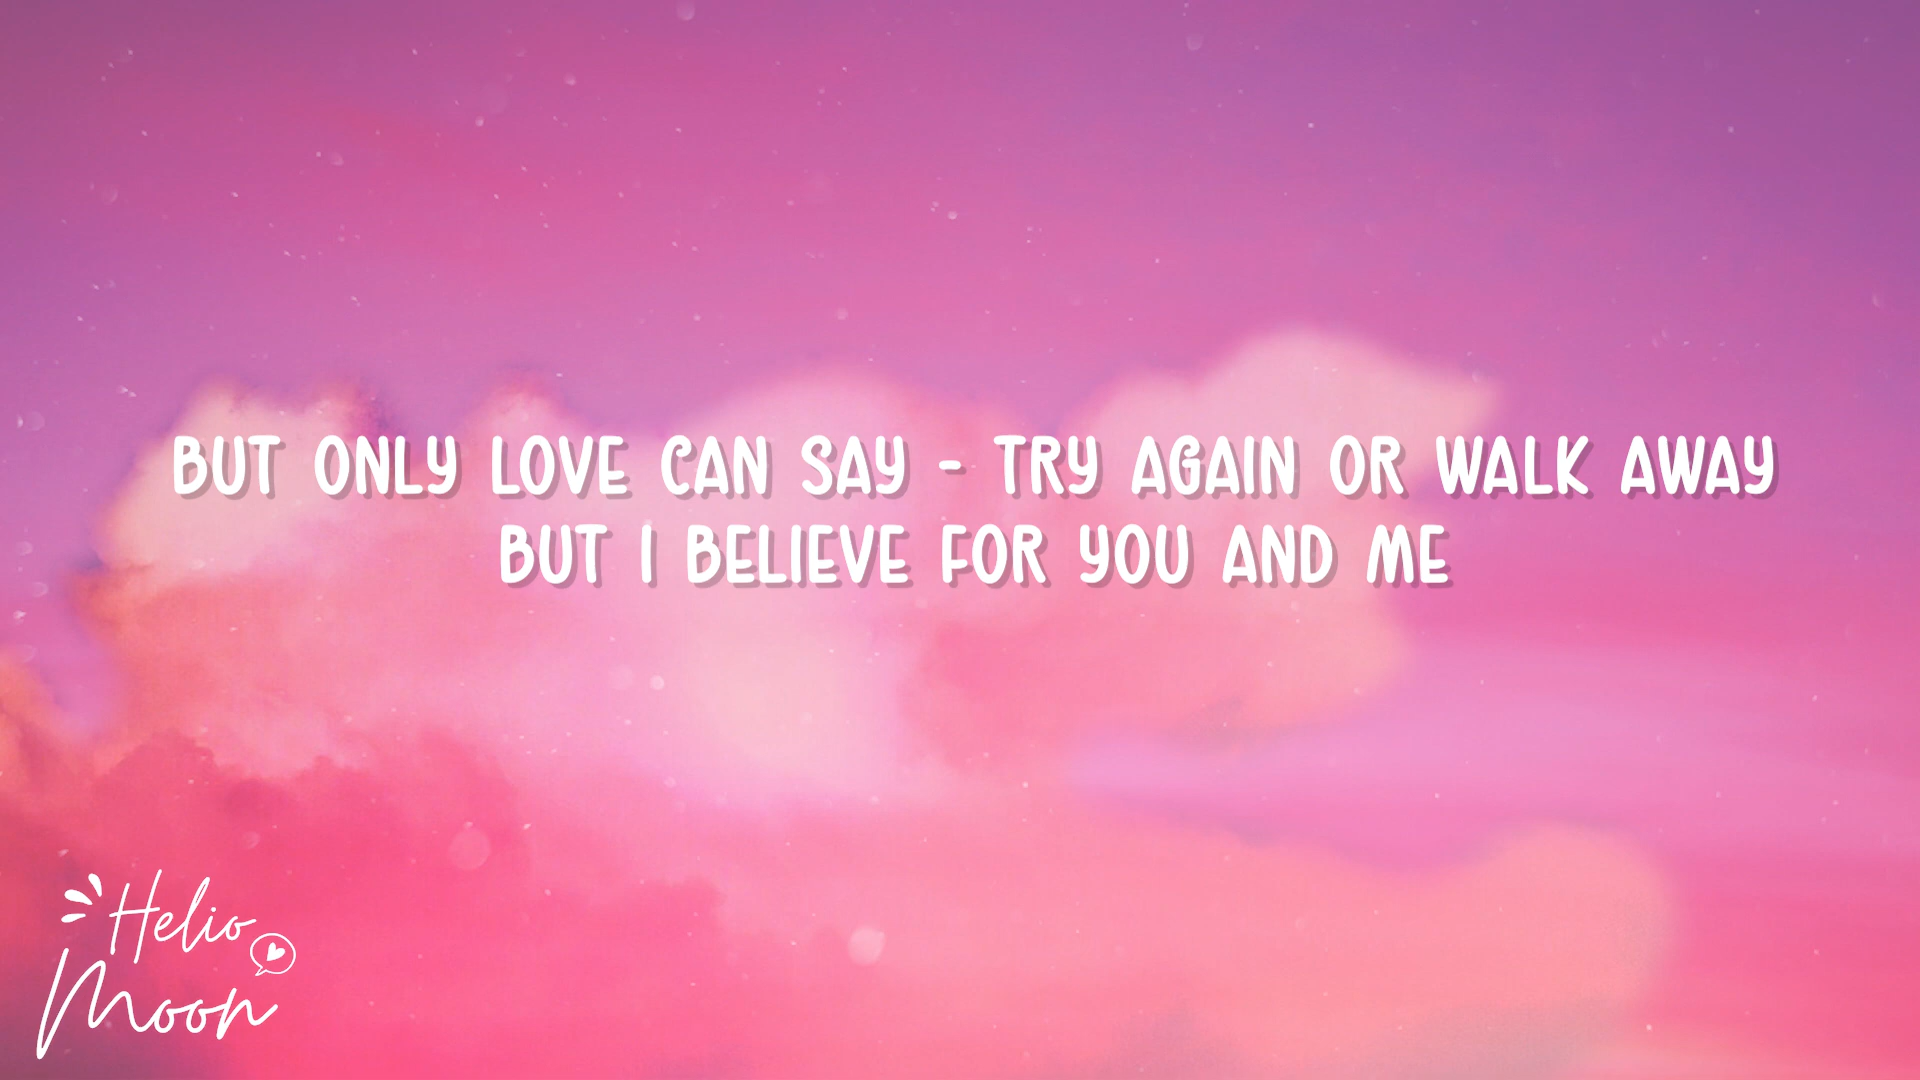 BUT ONLY LOVE CAN SAY - TRY AGAIN OR WALK AWAY
BUT I BELIEVE FOR YOU AND ME
Helio
Moon